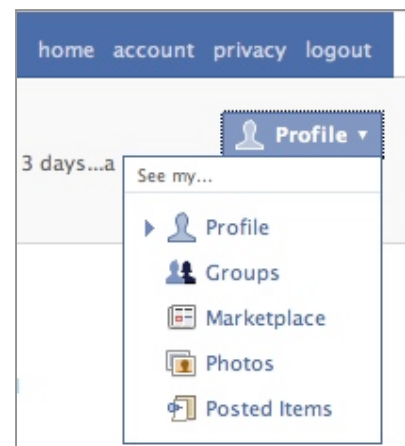 home account privacy logout
Profile
3 days...a
See my...
Profile
Groups
Marketplace
Photos
Posted Items